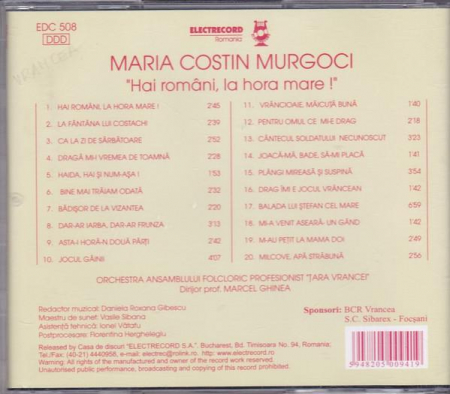 EDC 508
DDD
ELECTRECORD
Romania
MARIA COSTIN MURGOCI
"Hai români, la hora mare !"
1. HAI ROMÂNI, LA HORA MARE ! 2:45
2. LA FÂNTÂNA LUI COSTACHI 2:39
3. CA LA ZI DE SĂRBĂTOARE 2:52
4. DRAGĂ MI-I VREMEA DE TOAMNĂ 2:28
5. HAIDA, HAI ȘI NUM-AȘA ! 1:53
6. BINE MAI TRĂIAM ODATĂ 2:32
7. BĂDIȘOR DE LA VIZANTEA 2:20
8. DAR-AR IARBA, DAR-AR FRUNZA 2:13
9. ASTA-I HORĂ-N DOUĂ PĂRȚI 2:42
10. JOCUL GĂINII 4:07
11. VRÂNCIOAIE, MĂICUȚĂ BUNĂ 1:40
12. PENTRU OMUL CE MI-E DRAG 2:18
13. CÂNTECUL SOLDATULUI NECUNOSCUT 3:23
14. JOACĂ-MĂ, BADE, SĂ-MI PLACĂ 1:41
15. PLÂNGI MIREASĂ ȘI SUSPINĂ 3:54
16. DRAG ÎMI E JOCUL VRÂNCEAN 1:42
17. BALADA LUI ȘTEFAN CEL MARE 6:59
18. MI-A VENIT ASEARĂ- UN GÂND 1:42
19. M-AU PETIT LA MAMA DOI 2:49
20. MILCOVE, APĂ STRĂBUNĂ 2:56
ORCHESTRA ANSAMBLULUI FOLCLORIC PROFESIONIST "ȚARA VRANCEI"
Dirijor prof. MARCEL GHINEA
Redactor muzical: Daniela Roxana Gibescu
Maestru de sunet: Vasile Sibana
Asistență tehnică: Ionel Vătafu
Postprocesare: Florentina Herghelegiu
Sponsori: BCR Vrancea
S.C. Sibarex - Focșani
Released by Casa de discuri "ELECTRECORD S.A.", Bucharest, Bd. Timisoara No. 94, Romania;
Tel/Fax: (40-21) 4440958, e-mail: electrec@rolink.ro, http://www.electrecord.ro
Warning: All rights of the manufactured and owner of the work reserved.
Unauthorised public performance, broadcasting and copying of this record prohibited.
5948205009419